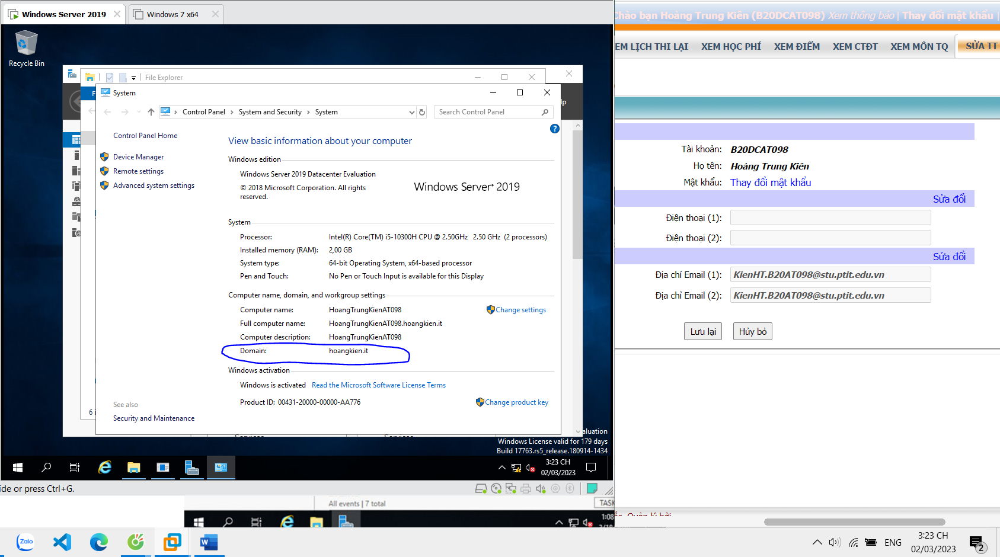 Windows Server 2019
Windows 7 x64
Recycle Bin
File Explorer
System
Control Panel
System and Security
System
Search Control Panel
Control Panel Home
Device Manager
Remote settings
Advanced system settings
See also
Security and Maintenance
View basic information about your computer
Windows edition
Windows Server 2019 Datacenter Evaluation
© 2018 Microsoft Corporation. All rights
reserved.
Windows Server® 2019
System
Processor: Intel(R) Core(TM) i5-10300H CPU @ 2.50GHz 2.50 GHz (2 processors)
Installed memory (RAM): 2,00 GB
System type: 64-bit Operating System, x64-based processor
Pen and Touch: No Pen or Touch Input is available for this Display
Computer name, domain, and workgroup settings
Computer name: HoangTrungKienAT098
Change settings
Full computer name: HoangTrungKienAT098.hoangkien.it
Computer description: HoangTrungKienAT098
Domain: hoangkien.it
Windows activation
Windows is activated Read the Microsoft Software License Terms
Product ID: 00431-20000-00000-AA776
Change product key
6 i
lp
aluation
Windows License valid for 179 days
Build 17763.rs5_release.180914-1434
3:23 CH
02/03/2023
ide or press Ctrl+G.
All events | 7 total
TASK
1:08
Chào bạn Hoàng Trung Kiên (B20DCAT098) Xem thông báo | Thay đổi mật khẩu |
EM LỊCH THI LẠI XEM HỌC PHÍ XEM ĐIỂM XEM CTĐT XEM MÔN TQ SỬA TT
Tài khoản: B20DCAT098
Họ tên: Hoàng Trung Kiên
Mật khẩu: Thay đổi mật khẩu
Sửa đổi
Điện thoại (1):
Điện thoại (2):
Sửa đổi
Địa chỉ Email (1): KienHT.B20AT098@stu.ptit.edu.vn
Địa chỉ Email (2): KienHT.B20AT098@stu.ptit.edu.vn
Lưu lại
Hủy bỏ
Quản lý bởi
Zalo
ENG
3:23 CH
02/03/2023
2